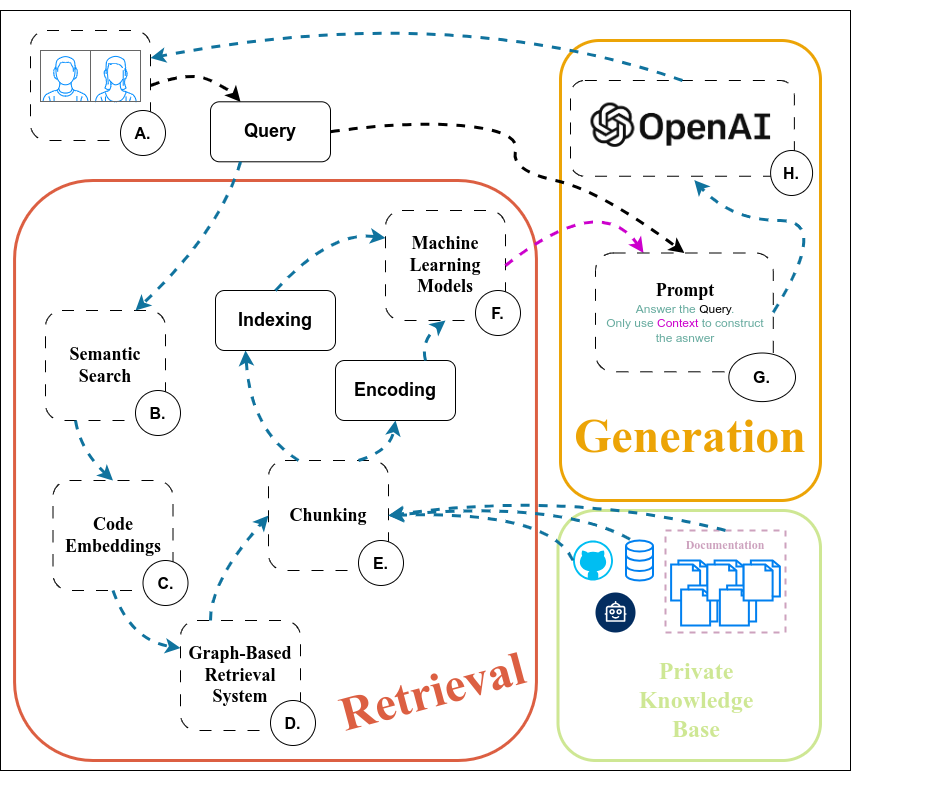 A.
Query
OpenAI
H.
Machine
Learning
Models
F.
Prompt
Answer the Query.
Only use Context to construct
the asnwer
G.
Indexing
Semantic
Search
B.
Encoding
Generation
Code
Embeddings
C.
Chunking
E.
Documentation
Graph-Based
Retrieval
System
D.
Retrieval
Private
Knowledge
Base